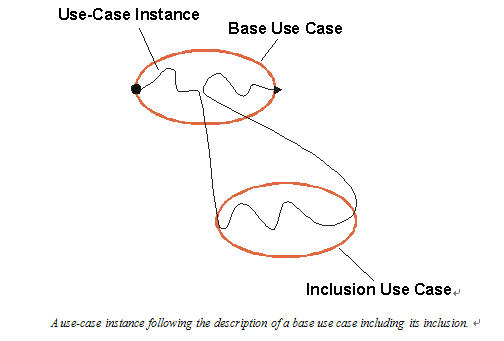 Use-Case Instance
Base Use Case
Inclusion Use Case
A use-case instance following the description of a base use case including its inclusion.